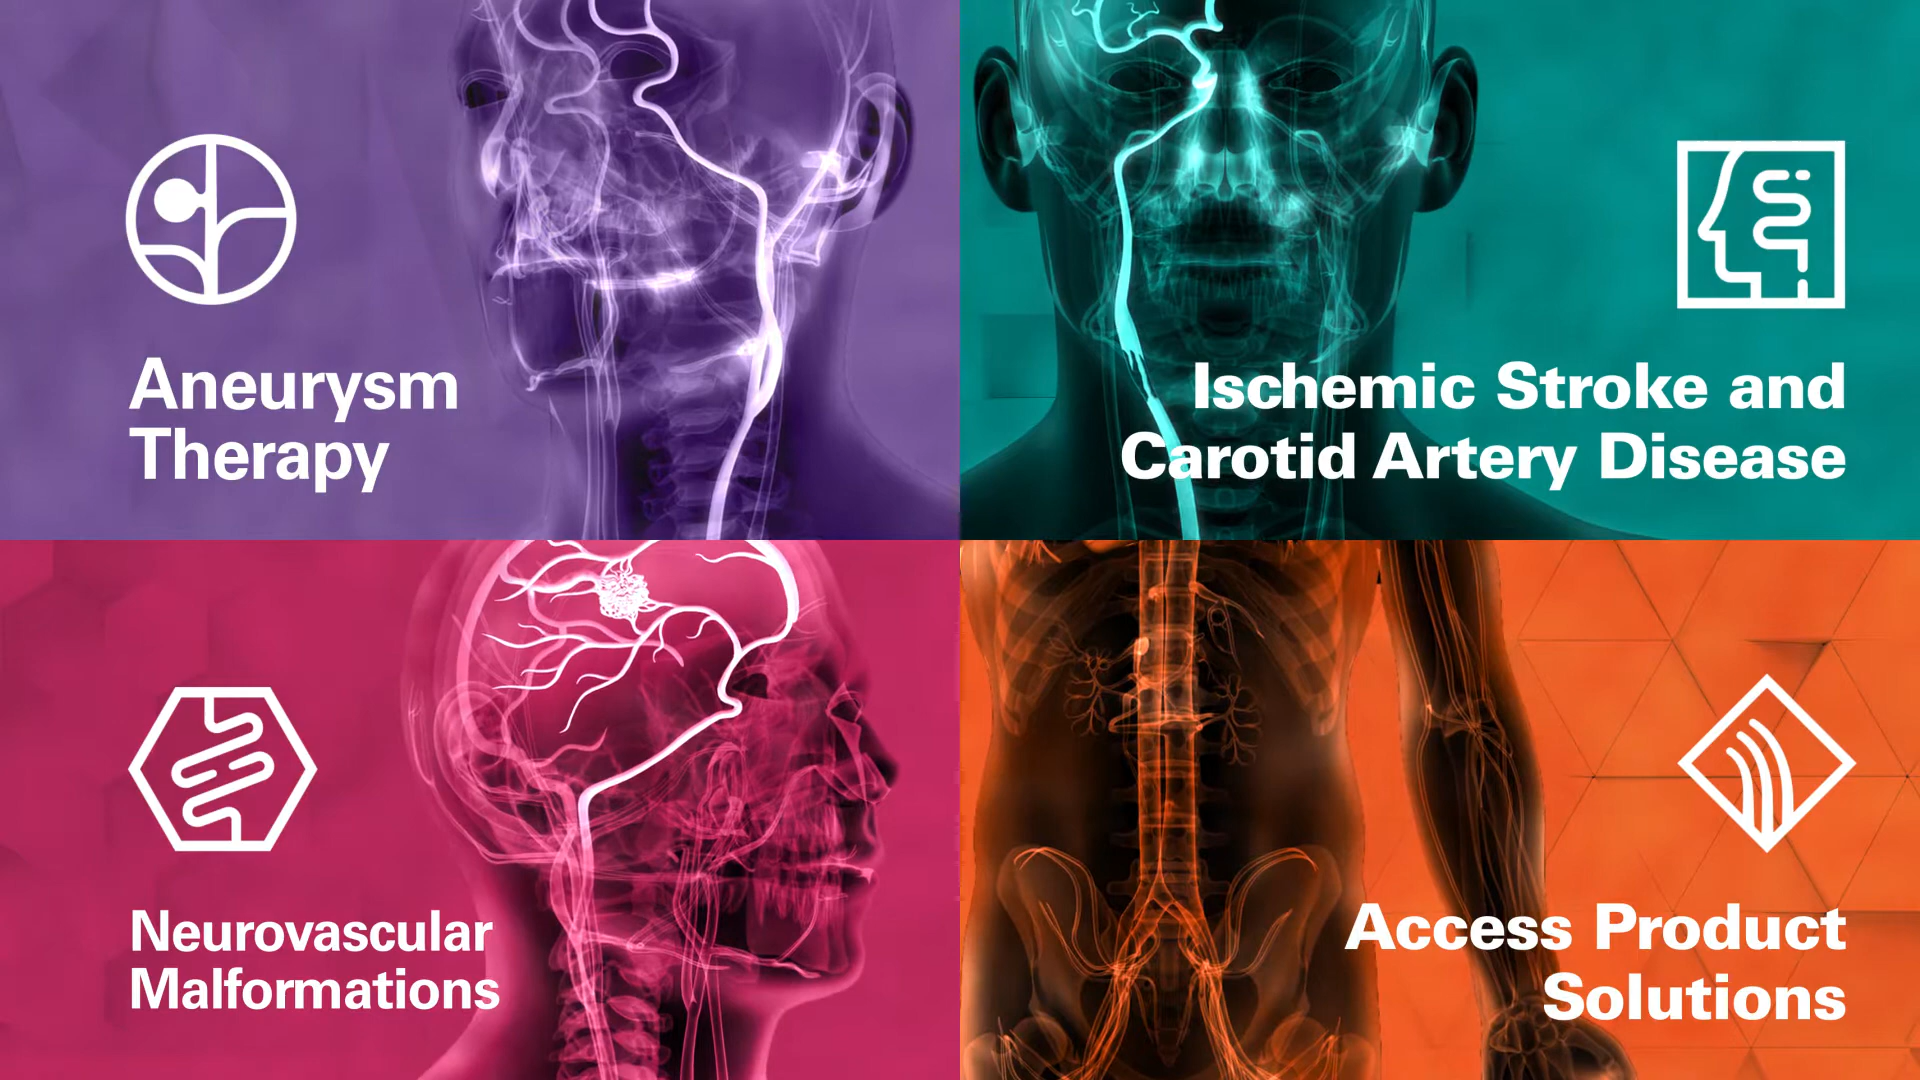 Aneurysm
Therapy
Ischemic Stroke and
Carotid Artery Disease
Neurovascular
Malformations
Access Product
Solutions